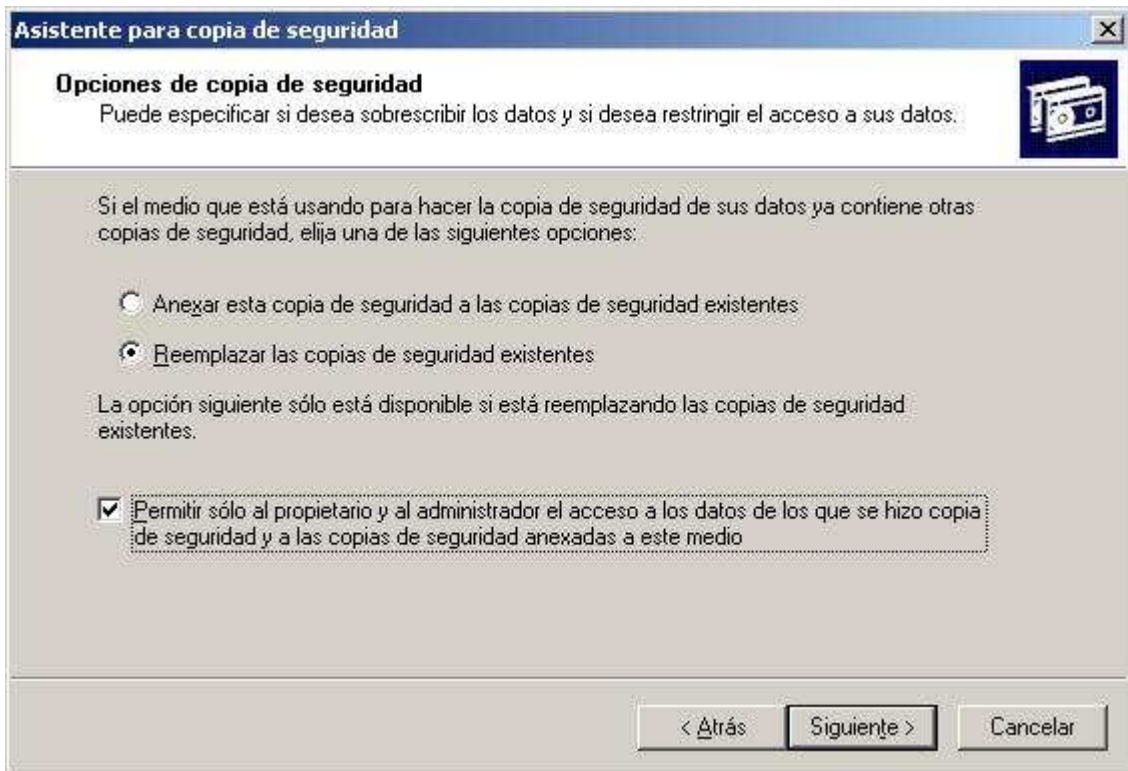 Asistente para copia de seguridad
Opciones de copia de seguridad
Puede especificar si desea sobrescribir los datos y si desea restringir el acceso a sus datos.
Si el medio que está usando para hacer la copia de seguridad de sus datos ya contiene otras
copias de seguridad, elija una de las siguientes opciones:
Anexar esta copia de seguridad a las copias de seguridad existentes
Reemplazar las copias de seguridad existentes
La opción siguiente sólo está disponible si está reemplazando las copias de seguridad
existentes.
Permitir sólo al propietario y al administrador el acceso a los datos de los que se hizo copia
de seguridad y a las copias de seguridad anexadas a este medio
< Atrás Siguiente > Cancelar